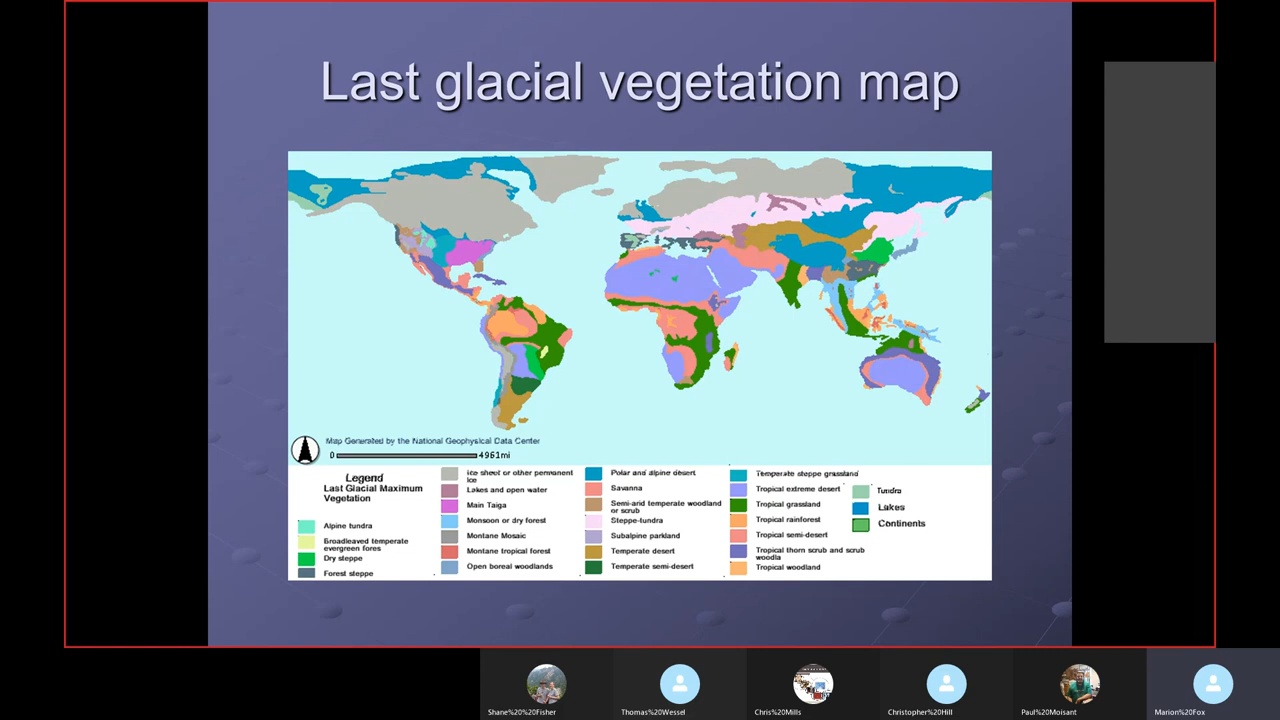 Last glacial vegetation map
Map Generated by the National Geophysical Data Center
0 4961mi
Legend
Last Glacial Maximum
Vegetation
Alpine tundra
Broadleaved temperate
evergreen fores
Dry steppe
Forest steppe
Ice sheet or other permanent
Ice
Lakes and open water
Main Taiga
Monsoon or dry forest
Montane Mosaic
Montane tropical forest
Open boreal woodlands
Polar and alpine desert
Savanna
Semi-arid temperate woodland
or scrub
Steppe-tundra
Subalpine parkland
Temperate desert
Temperate semi-desert
Temperate steppe grassland
Tropical extreme desert
Tropical grassland
Tropical rainforest
Tropical semi-desert
Tropical thorn scrub and scrub
woodla
Tropical woodland
Tundra
Lakes
Continents
Shane%20%20Fisher
Thomas%20Wessel
Chris%20Mills
Christopher%20Hill
Paul%20Moisant
Marion%20Fox